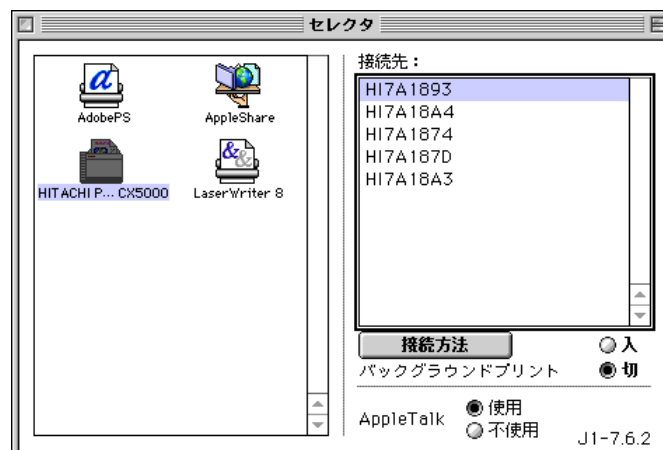 セレクタ
AdobePS
AppleShare
HITACHI P... CX5000
LaserWriter 8
接続先：
HI7A1893
HI7A18A4
HI7A1874
HI7A187D
HI7A18A3
接続方法
入
バックグラウンドプリント
切
AppleTalk
使用
不使用
J1-7.6.2